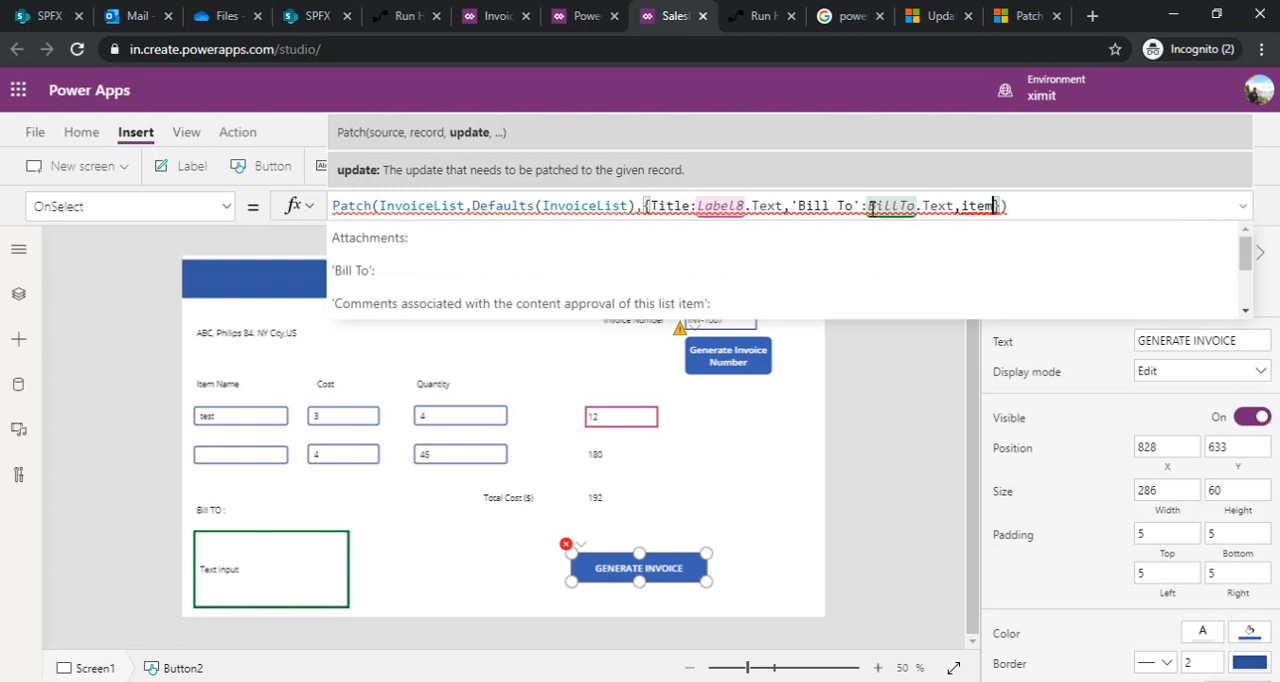 SPFX
Mail -
Files -
SPFX
Run H
Invoic
Powe
Sales
Run H
powe
Upda
Patch
in.create.powerapps.com/studio/
Incognito (2)
Power Apps
Environment
ximit
File
Home
Insert
View
Action
Patch(source, record, update, ...)
New screen
Label
Button
update: The update that needs to be patched to the given record.
OnSelect
=
fx
Patch(InvoiceList,Defaults(InvoiceList),{Title:Label8.Text,'Bill To':BillTo.Text,item})
Attachments:
'Bill To':
'Comments associated with the content approval of this list item':
ABC, Philips 84. NY City.US
Invoice Number
Generate Invoice
Number
Item Name
Cost
Quantity
test
3
4
12
4
45
180
Total Cost ($)
192
Bill TO :
Text input
GENERATE INVOICE
Text
GENERATE INVOICE
Display mode
Edit
Visible
On
Position
828
633
X
Y
Size
286
60
Width
Height
Padding
5
5
Top
Bottom
5
5
Left
Right
Color
A
Border
2
Screen1
Button2
50 %